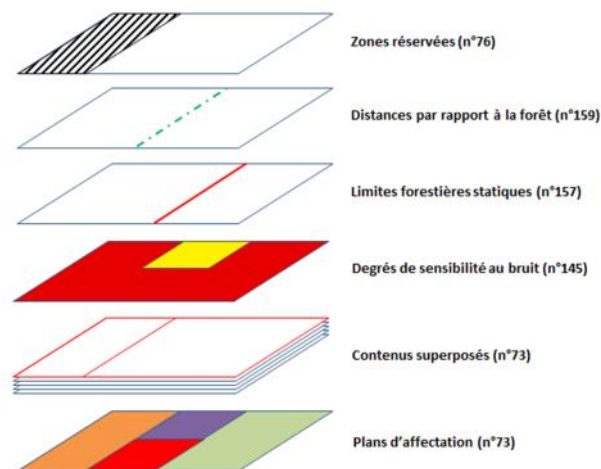 Zones réservées (n°76)
Distances par rapport à la forêt (n°159)
Limites forestières statiques (n°157)
Degrés de sensibilité au bruit (n°145)
Contenus superposés (n°73)
Plans d'affectation (n°73)